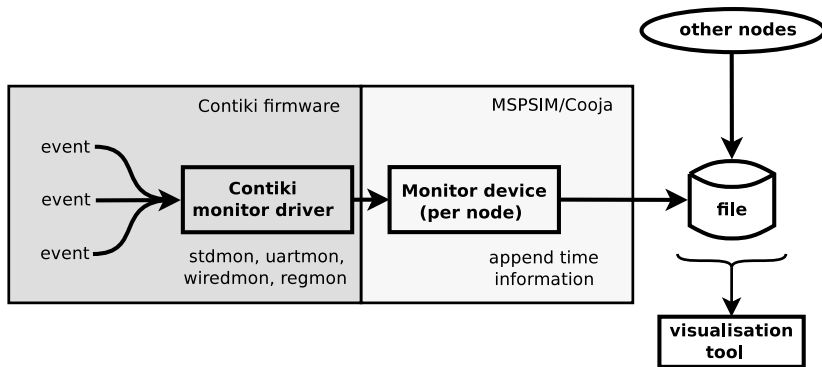 other nodes
Contiki firmware
MSPSIM/Cooja
event
event
event
Contiki
monitor driver
Monitor device
(per node)
file
stdmon, uartmon,
wiredmon, regmon
append time
information
visualisation
tool